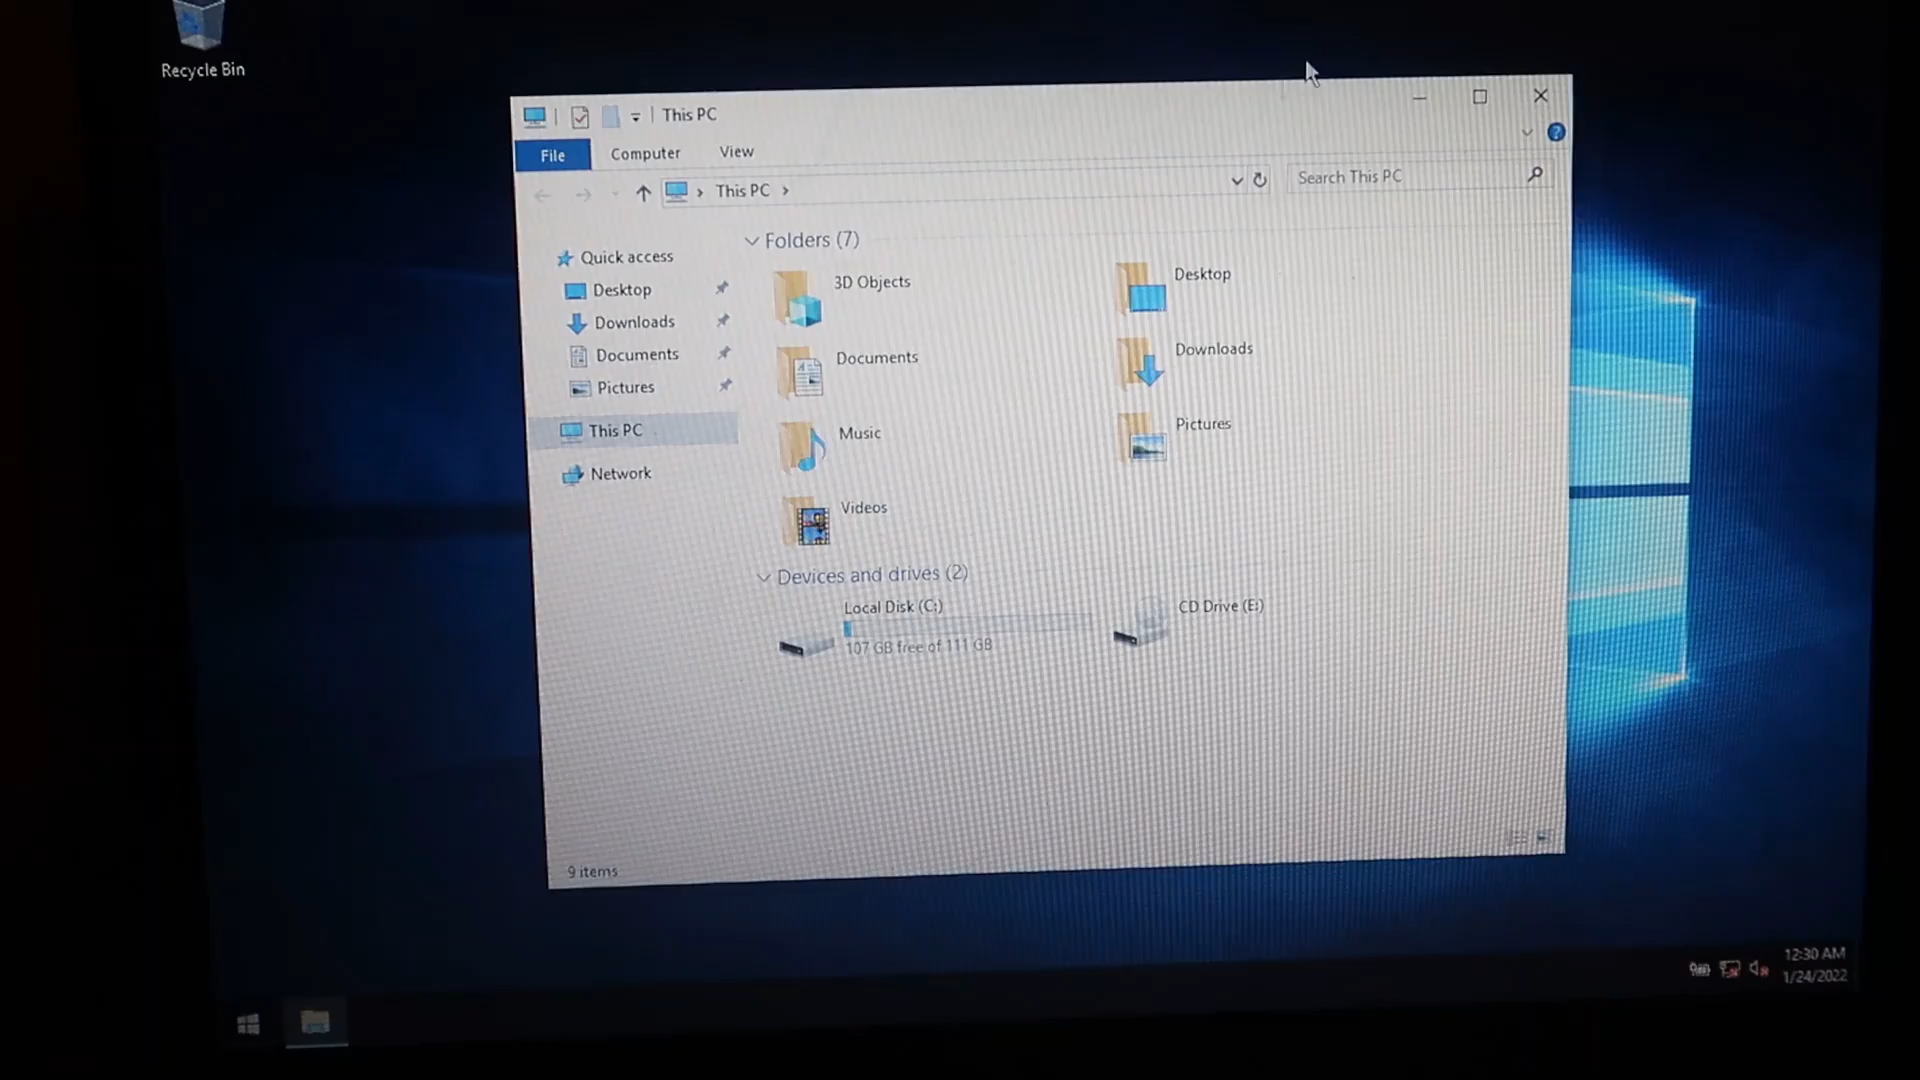 Recycle Bin
This PC
File
Computer
View
This PC
Search This PC
Quick access
Desktop
Downloads
Documents
Pictures
This PC
Network
Folders (7)
3D Objects
Desktop
Documents
Downloads
Music
Pictures
Videos
Devices and drives (2)
Local Disk (C:)
107 GB free of 111 GB
CD Drive (E:)
9 items
12:30 AM
1/24/2022